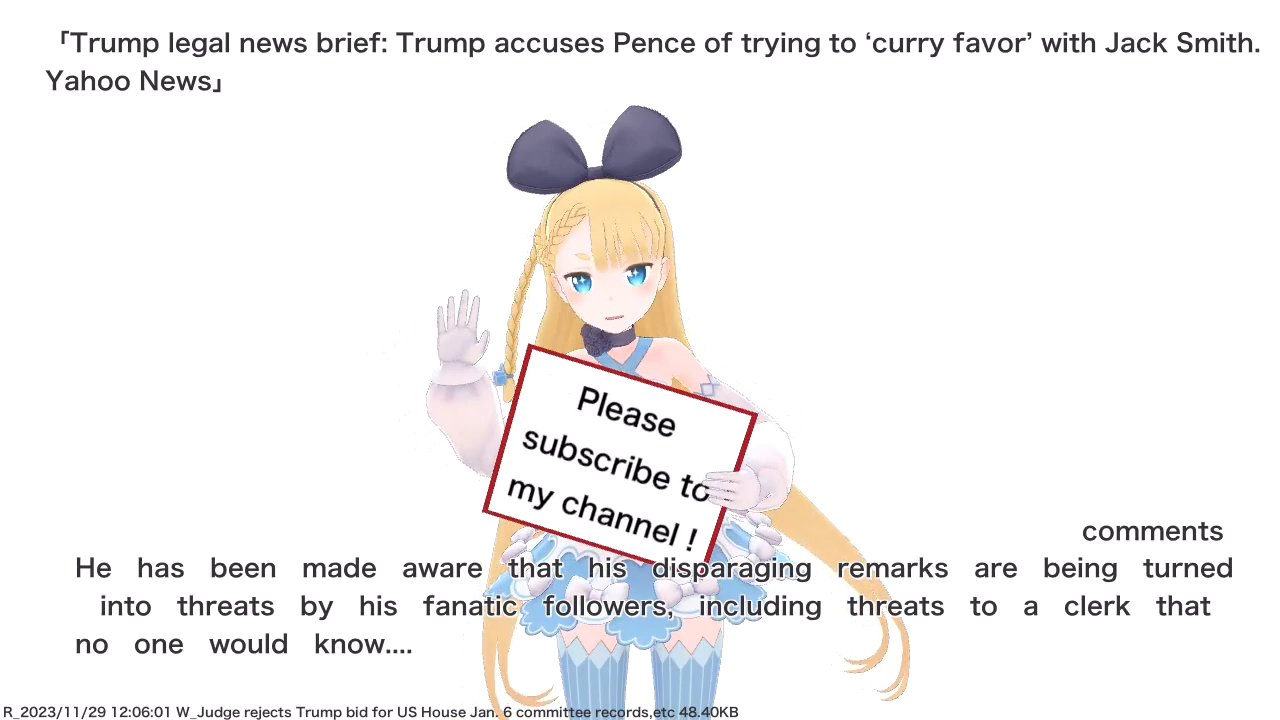 「Trump legal news brief: Trump accuses Pence of trying to ‘curry favor’ with Jack Smith.
Yahoo News」
Please
subscribe to
my channel !
comments
He has been made aware that his disparaging remarks are being turned
into threats by his fanatic followers, including threats to a clerk that
no one would know....
R_2023/11/29 12:06:01 W_Judge rejects Trump bid for US House Jan. 6 committee records,etc 48.40KB